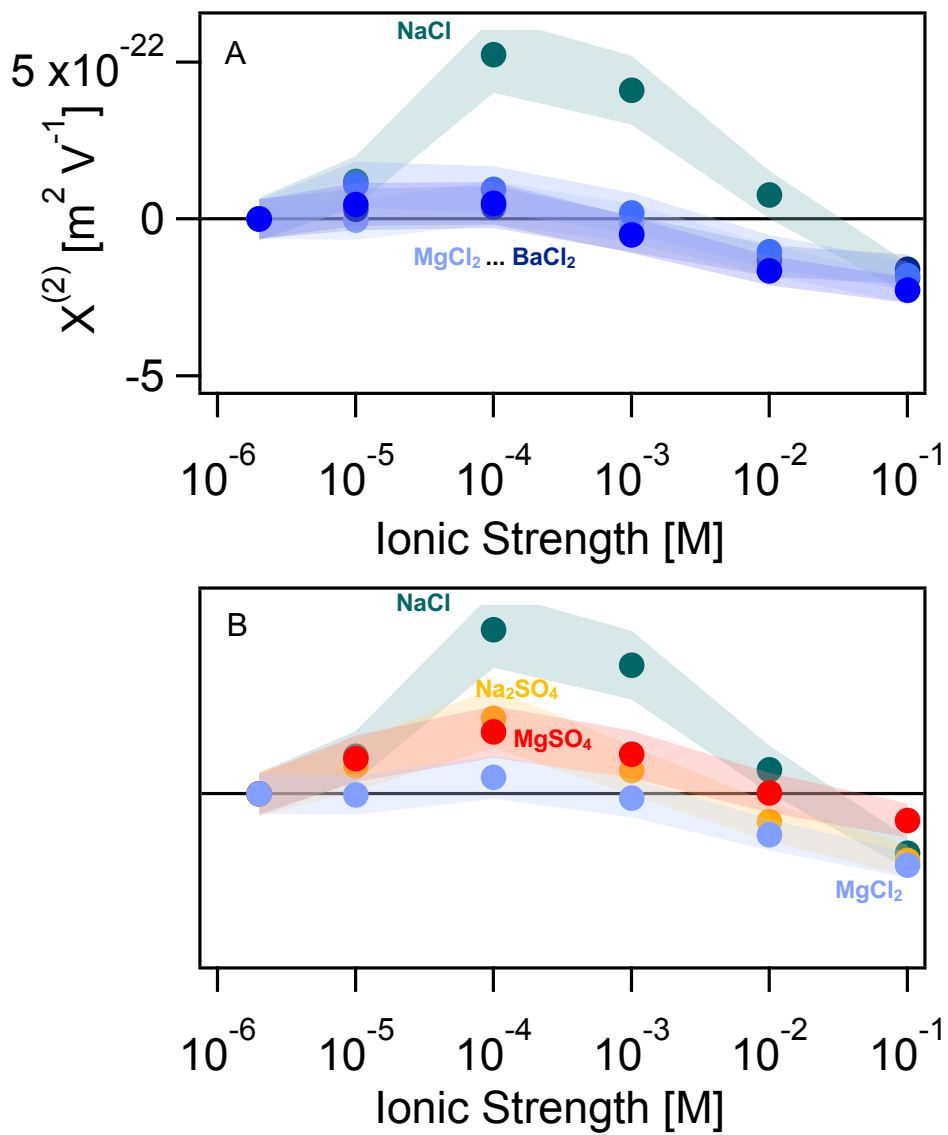 A
NaCl
5 x10⁻²²
0
-5
X⁽²⁾ [m² V⁻¹]
MgCl₂ ... BaCl₂
10⁻⁶ 10⁻⁵ 10⁻⁴ 10⁻³ 10⁻² 10⁻¹
Ionic Strength [M]
B
NaCl
Na₂SO₄
MgSO₄
MgCl₂
10⁻⁶ 10⁻⁵ 10⁻⁴ 10⁻³ 10⁻² 10⁻¹
Ionic Strength [M]